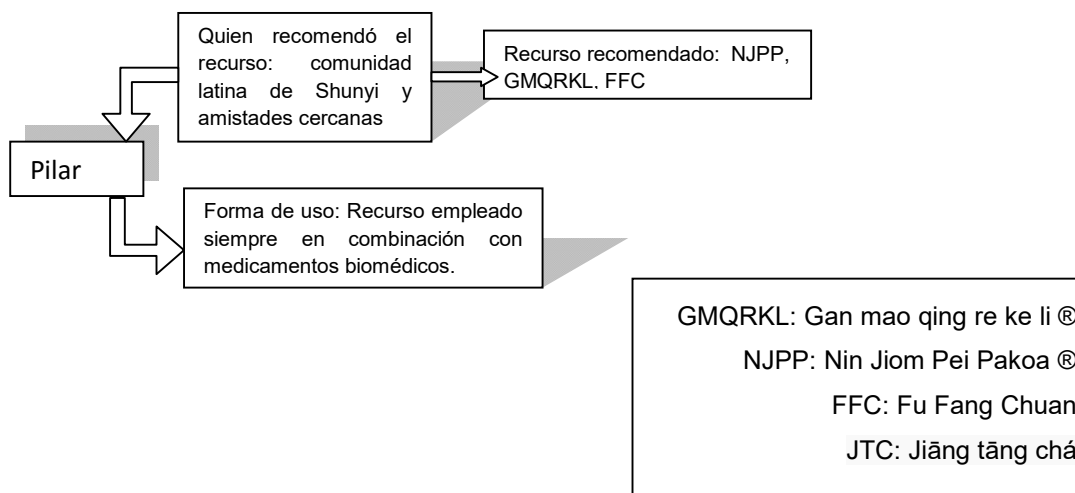 Quien recomendó el
recurso: comunidad
latina de Shunyi y
amistades cercanas
Recurso recomendado: NJPP,
GMQRKL, FFC
Pilar
Forma de uso: Recurso empleado
siempre en combinación con
medicamentos biomédicos.
GMQRKL: Gan mao qing re ke li ®
NJPP: Nin Jiom Pei Pakoa ®
FFC: Fu Fang Chuan
JTC: Jiāng tāng chá